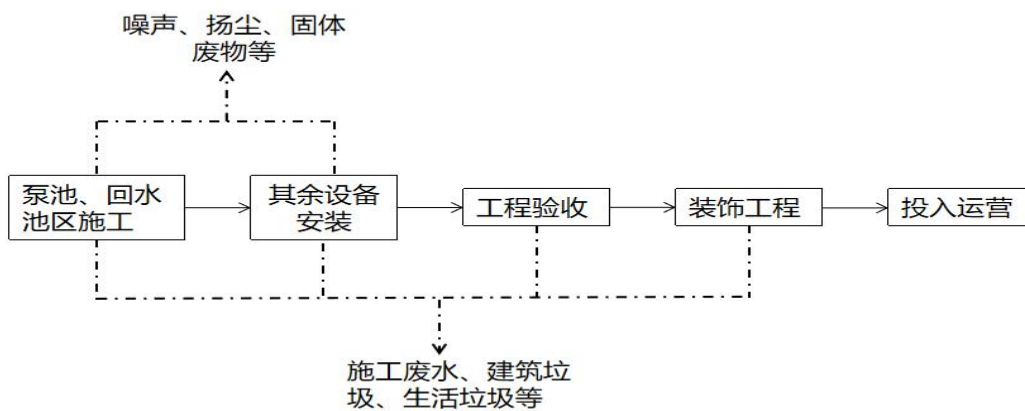 噪声、扬尘、固体
废物等
泵池、回水
池区施工
其余设备
安装
工程验收
装饰工程
投入运营
施工废水、建筑垃
圾、生活垃圾等